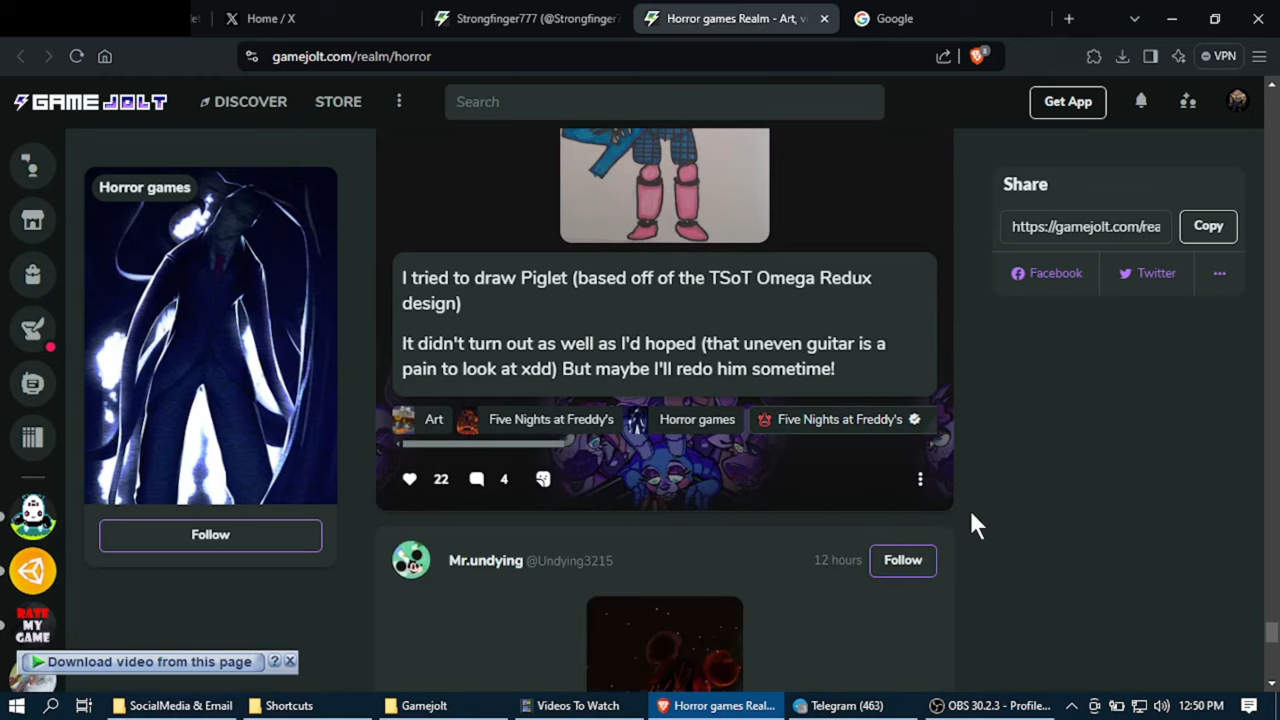 Home / X
Strongfinger777 (@Strongfinger7
Horror games Realm - Art, v
Google
gamejolt.com/realm/horror
VPN
GAME JOLT
DISCOVER
STORE
Search
Get App
Horror games
Follow
I tried to draw Piglet (based off of the TSoT Omega Redux
design)
It didn't turn out as well as I'd hoped (that uneven guitar is a
pain to look at xdd) But maybe I'll redo him sometime!
Art
Five Nights at Freddy's
Horror games
Five Nights at Freddy's
22
4
Mr.undying @Undying3215
12 hours
Follow
Share
https://gamejolt.com/rea
Copy
Facebook
Twitter
RATE
MY
GAME
Download video from this page
?
SocialMedia & Email
Shortcuts
Gamejolt
Videos To Watch
Horror games Real...
Telegram (463)
OBS 30.2.3 - Profile...
12:50 PM